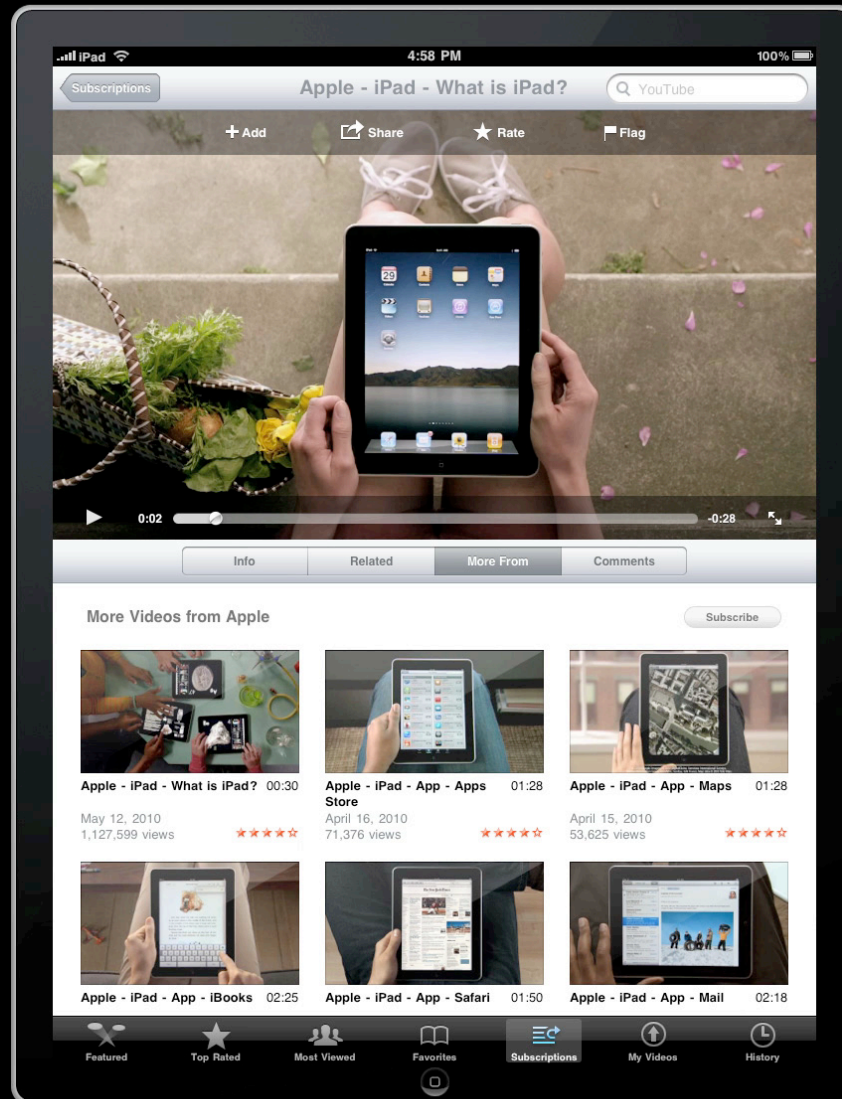 iPad
4:58 PM
100%
Subscriptions
Apple - iPad - What is iPad?
YouTube
Add
Share
Rate
Flag
0:02
-0:28
Info
Related
More From
Comments
More Videos from Apple
Subscribe
Apple - iPad - What is iPad? 00:30
May 12, 2010
1,127,599 views
Apple - iPad - App - Apps 01:28
Store
April 16, 2010
71,376 views
Apple - iPad - App - Maps 01:28
April 15, 2010
53,625 views
Apple - iPad - App - iBooks 02:25
Apple - iPad - App - Safari 01:50
Apple - iPad - App - Mail 02:18
Featured
Top Rated
Most Viewed
Favorites
Subscriptions
My Videos
History